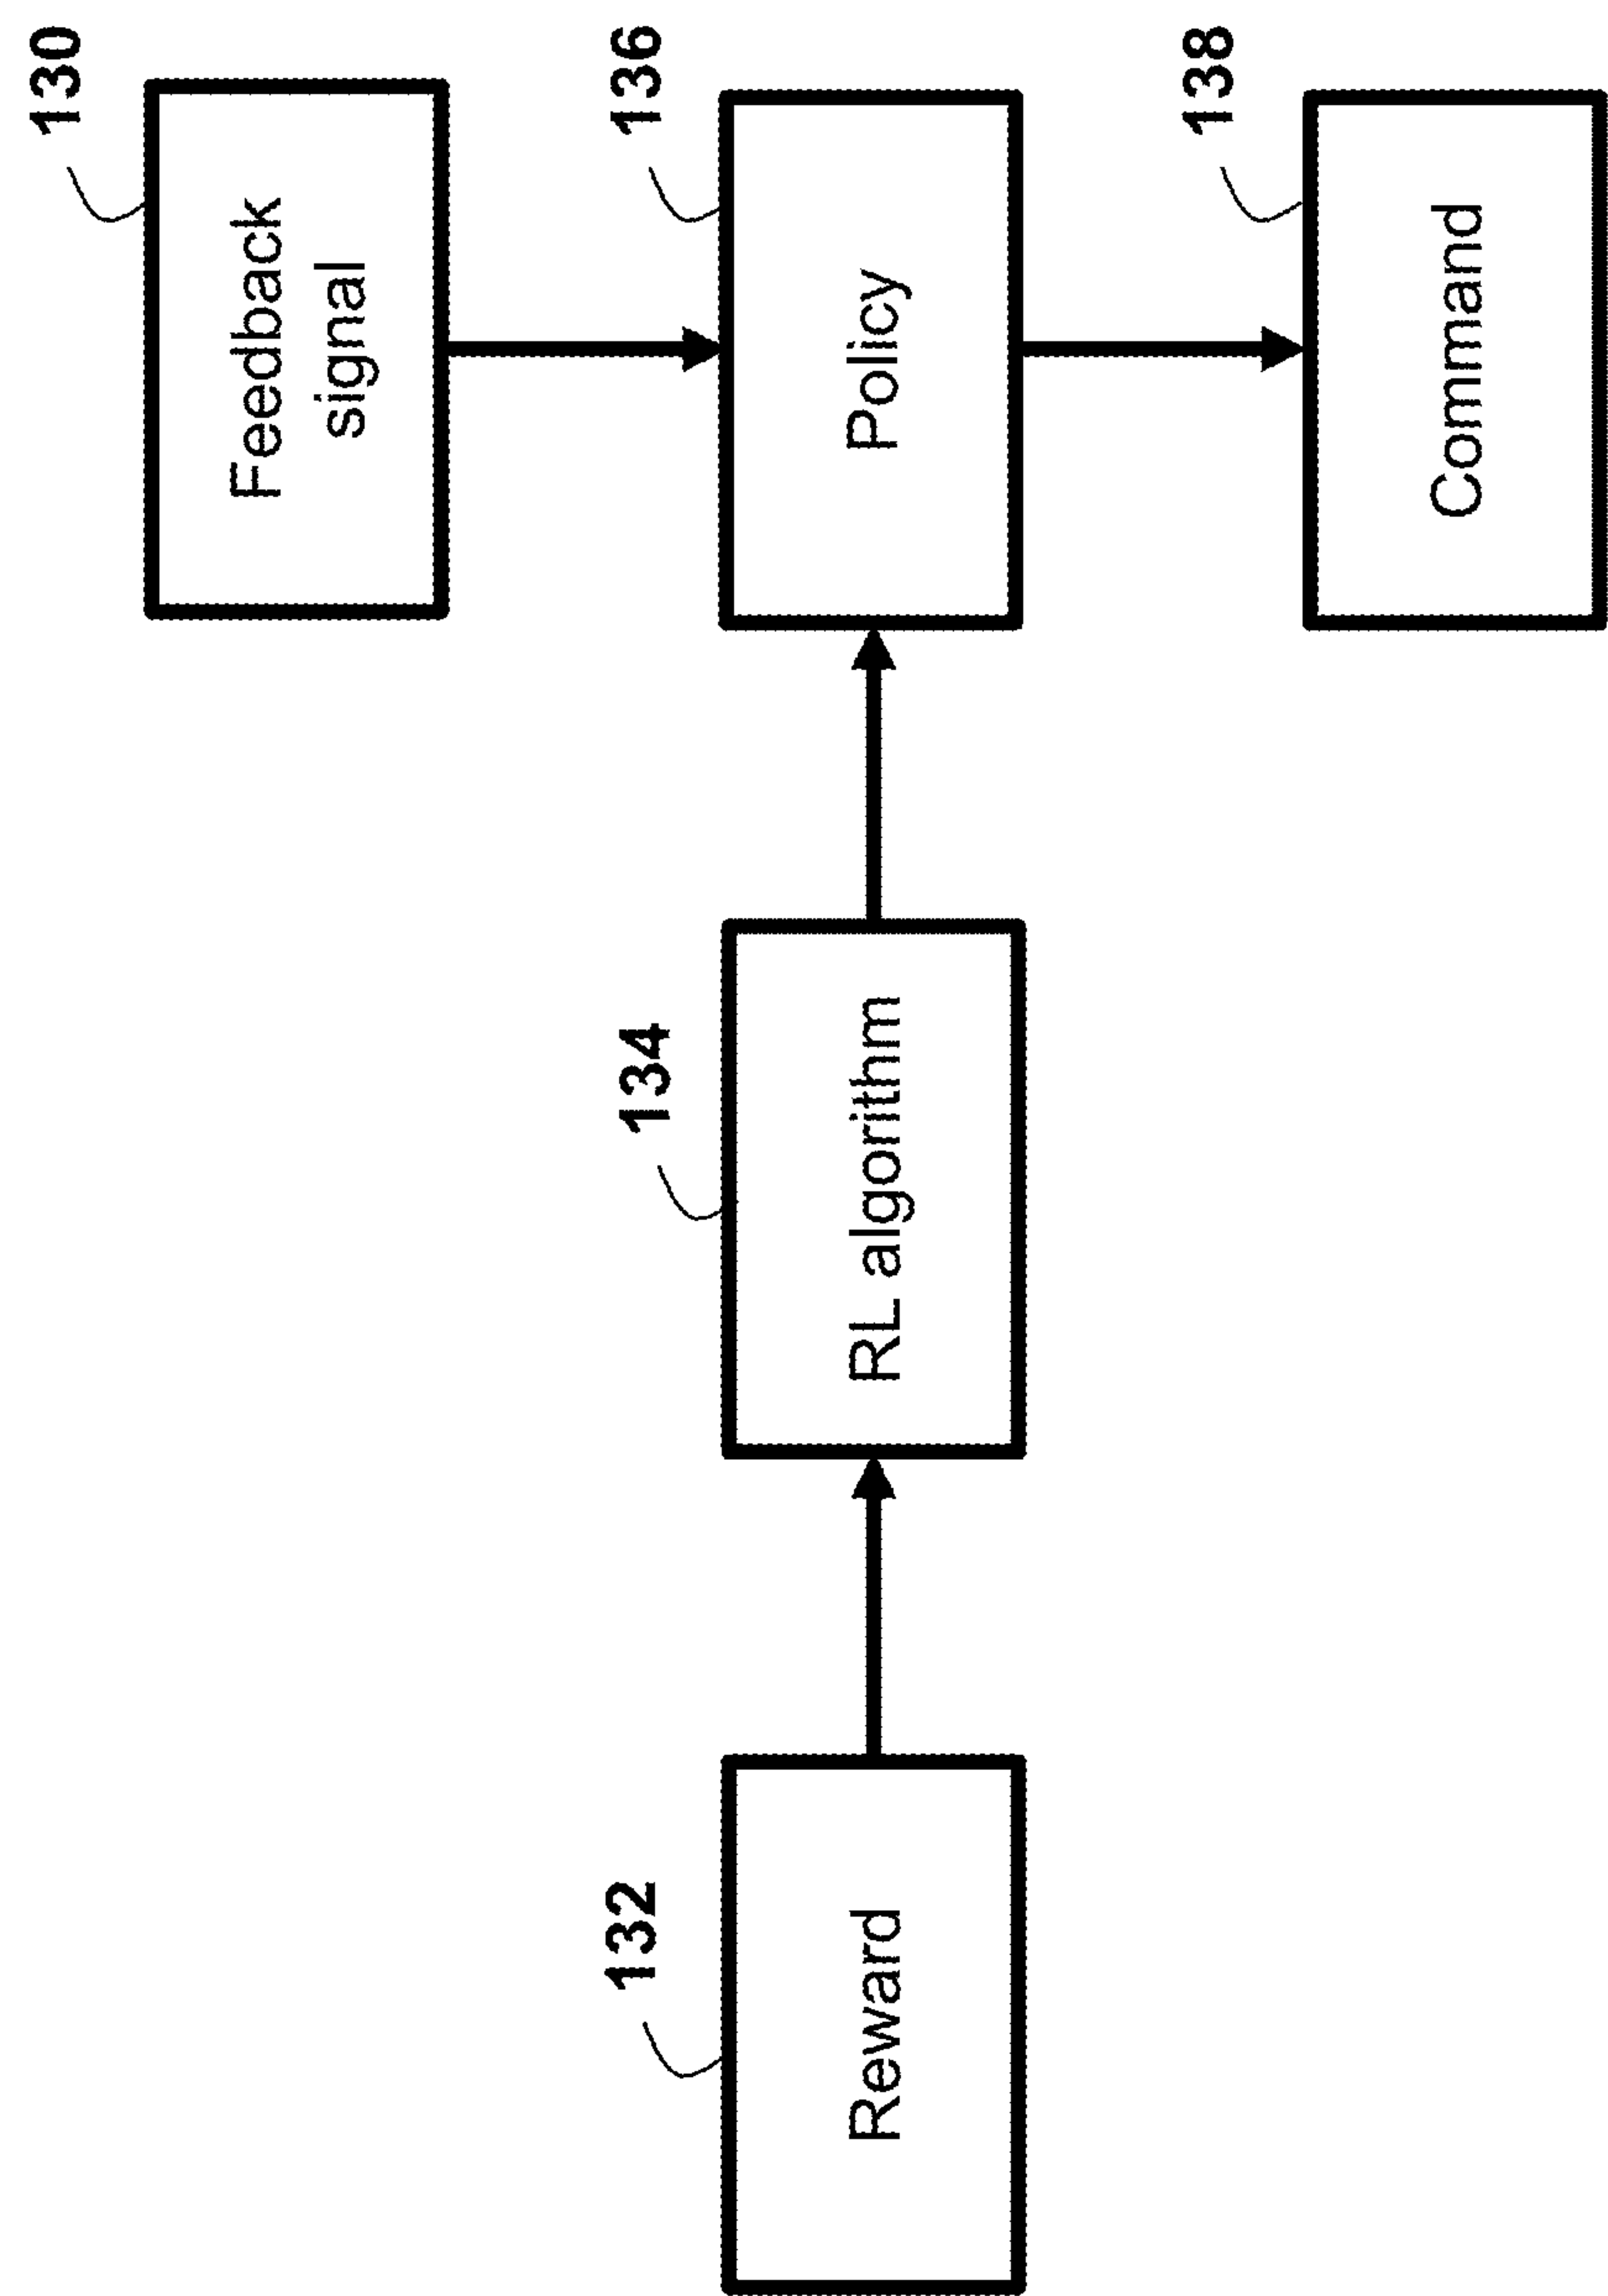 130
Feedback
signal
132
Reward
134
RL algorithm
136
Policy
138
Command